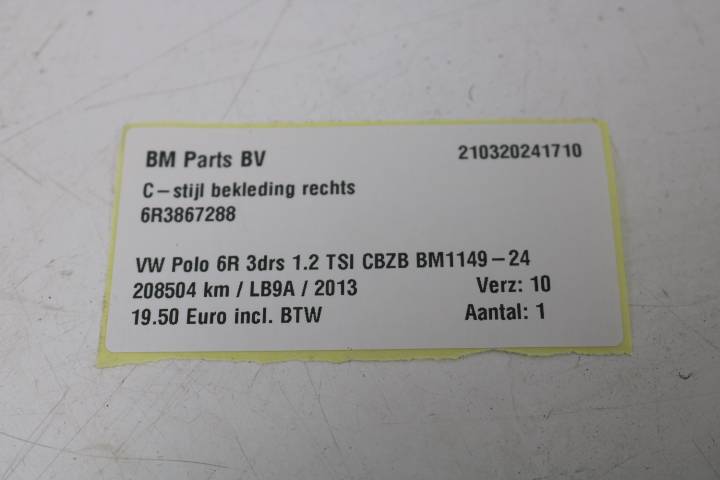 BM Parts BV 210320241710
C-stijl bekleding rechts
6R3867288
VW Polo 6R 3drs 1.2 TSI CBZB BM1149-24
208504 km / LB9A / 2013 Verz: 10
19.50 Euro incl. BTW Aantal: 1